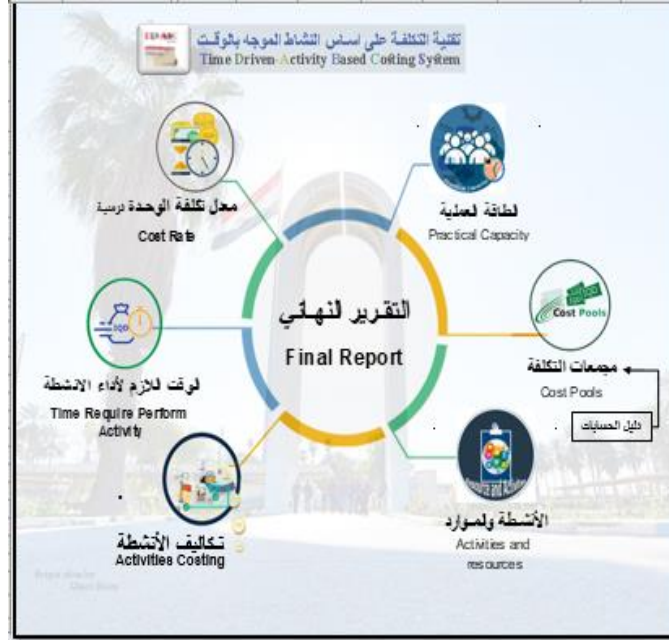 تقنية التكلفة على اساس النشاط الموجه بالوقت
Time Driven-Activity Based Costing System
معدل تكلفة الوحدة
Cost Rate
الطاقة العملية
Practical Capacity
التقرير النهائي
Final Report
Cost Pools
مجمعات التكلفة
Cost Pools
دليل الحسابات
IQD
الوقت اللازم لأداء الانشطة
Time Require Perform
Activity
الأنشطة والموارد
Activities and
resources
تكاليف الأنشطة
Activities Costing